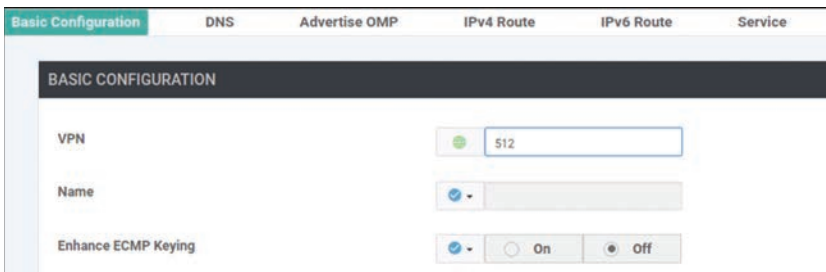 Basic Configuration DNS Advertise OMP IPv4 Route IPv6 Route Service
BASIC CONFIGURATION
VPN 512
Name
Enhance ECMP Keying On Off